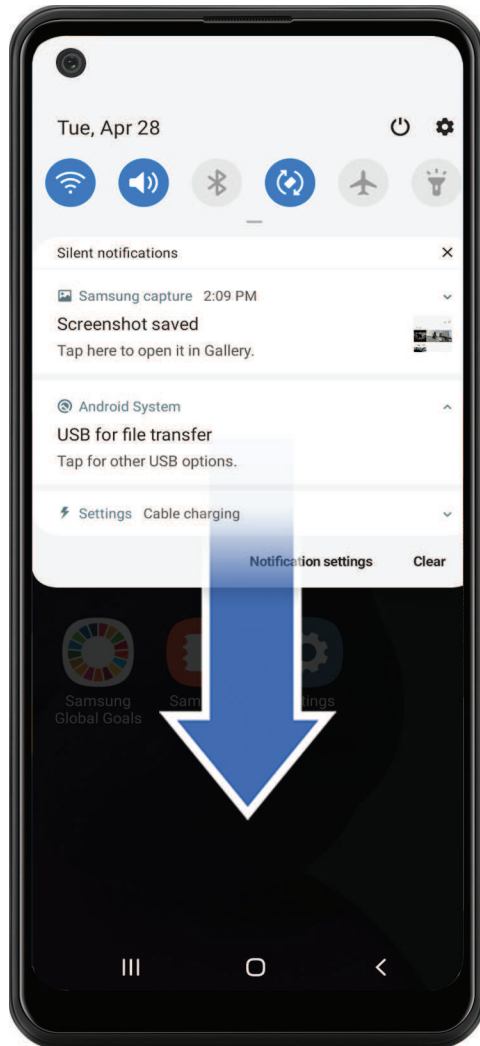 Tue, Apr 28
Silent notifications
Samsung capture 2:09 PM
Screenshot saved
Tap here to open it in Gallery.
Android System
USB for file transfer
Tap for other USB options.
Settings Cable charging
Notification settings Clear
Samsung Sam tings
Global Goals